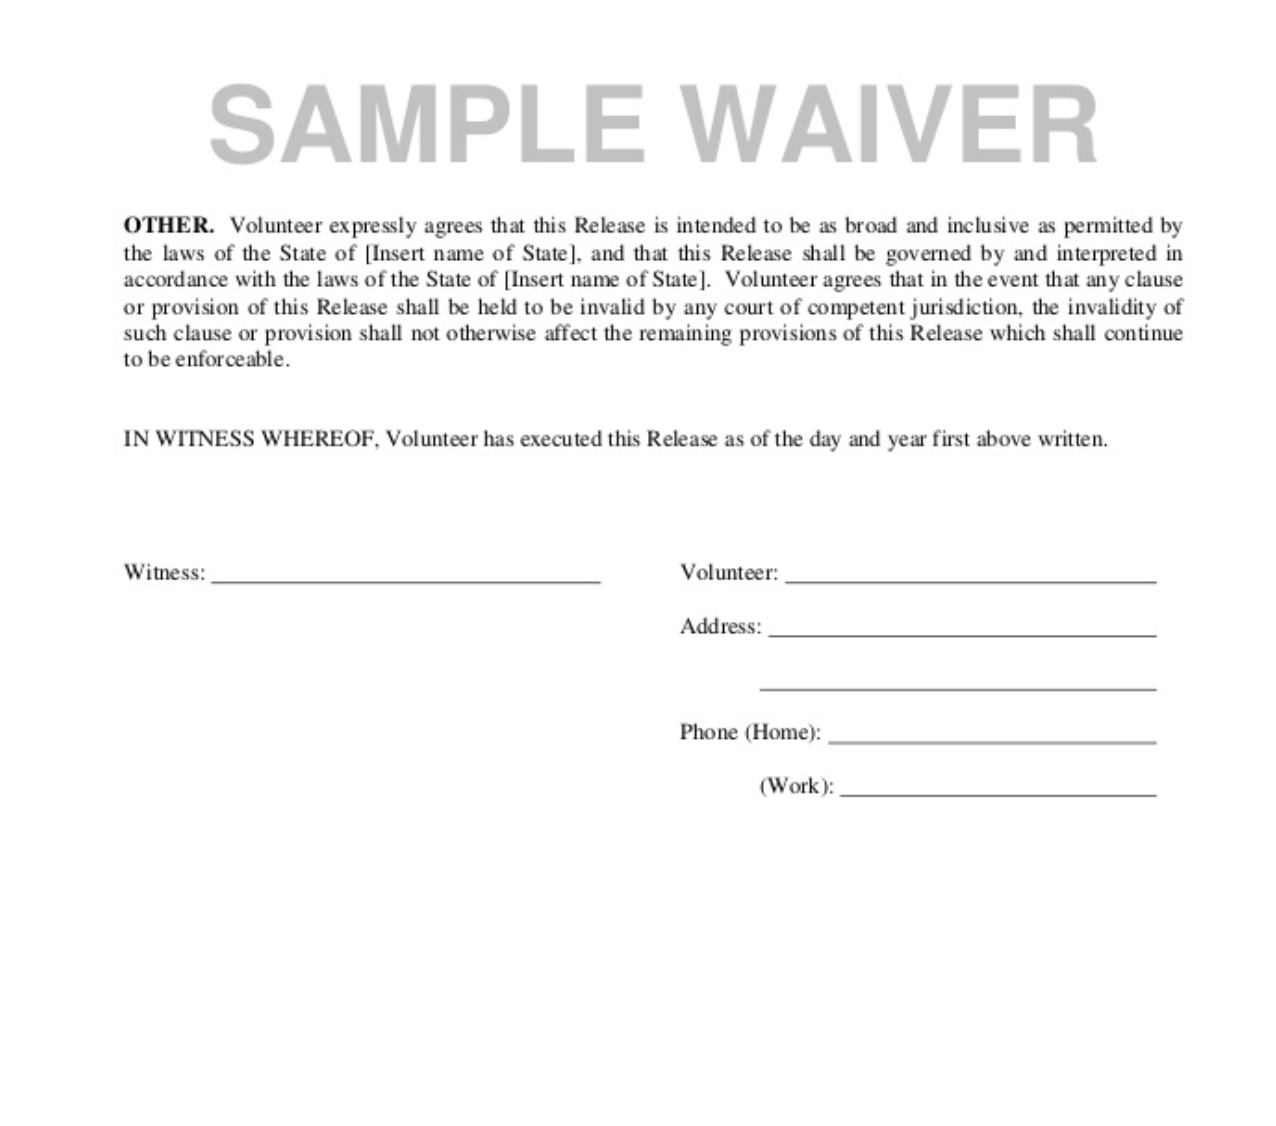 SAMPLE WAIVER
OTHER. Volunteer expressly agrees that this Release is intended to be as broad and inclusive as permitted by
the laws of the State of [Insert name of State], and that this Release shall be governed by and interpreted in
accordance with the laws of the State of [Insert name of State]. Volunteer agrees that in the event that any clause
or provision of this Release shall be held to be invalid by any court of competent jurisdiction, the invalidity of
such clause or provision shall not otherwise affect the remaining provisions of this Release which shall continue
to be enforceable.
IN WITNESS WHEREOF, Volunteer has executed this Release as of the day and year first above written.
Witness:
Volunteer:
Address:
Phone (Home):
(Work):